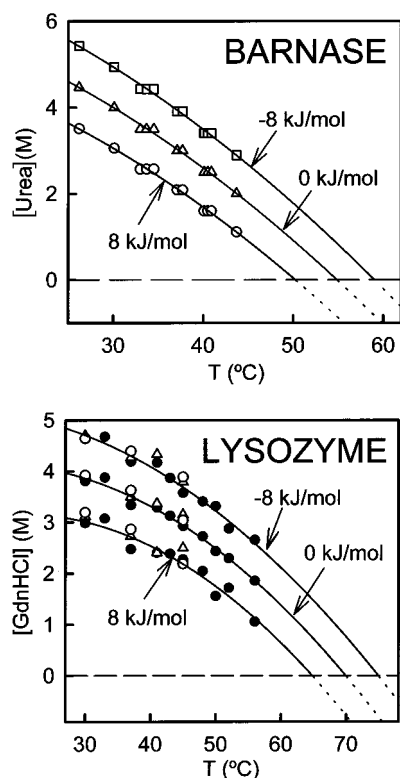 BARNASE
[Urea](M)
6
4
2
0
-8 kJ/mol
0 kJ/mol
8 kJ/mol
30 40 50 60
T (ºC)
LYSOZYME
[GdnHCl] (M)
5
4
3
2
1
0
-8 kJ/mol
0 kJ/mol
8 kJ/mol
30 40 50 60 70
T (ºC)